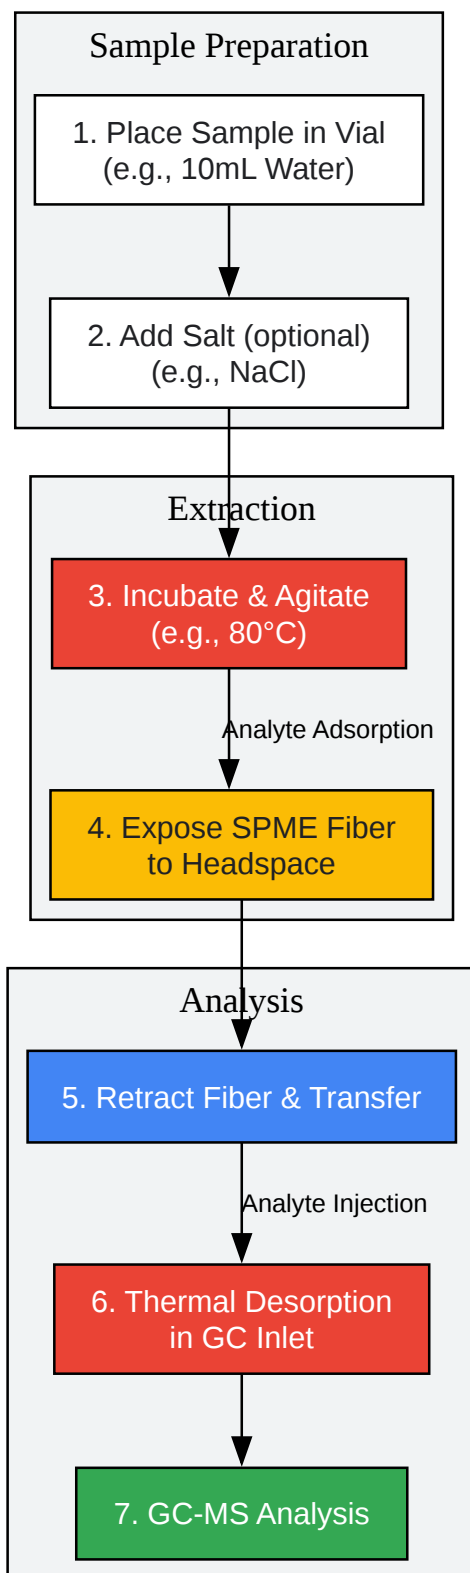 Sample Preparation
1. Place Sample in Vial
(e.g., 10mL Water)
2. Add Salt (optional)
(e.g., NaCl)
Extraction
3. Incubate & Agitate
(e.g., 80°C)
Analyte Adsorption
4. Expose SPME Fiber
to Headspace
Analysis
5. Retract Fiber & Transfer
Analyte Injection
6. Thermal Desorption
in GC Inlet
7. GC-MS Analysis